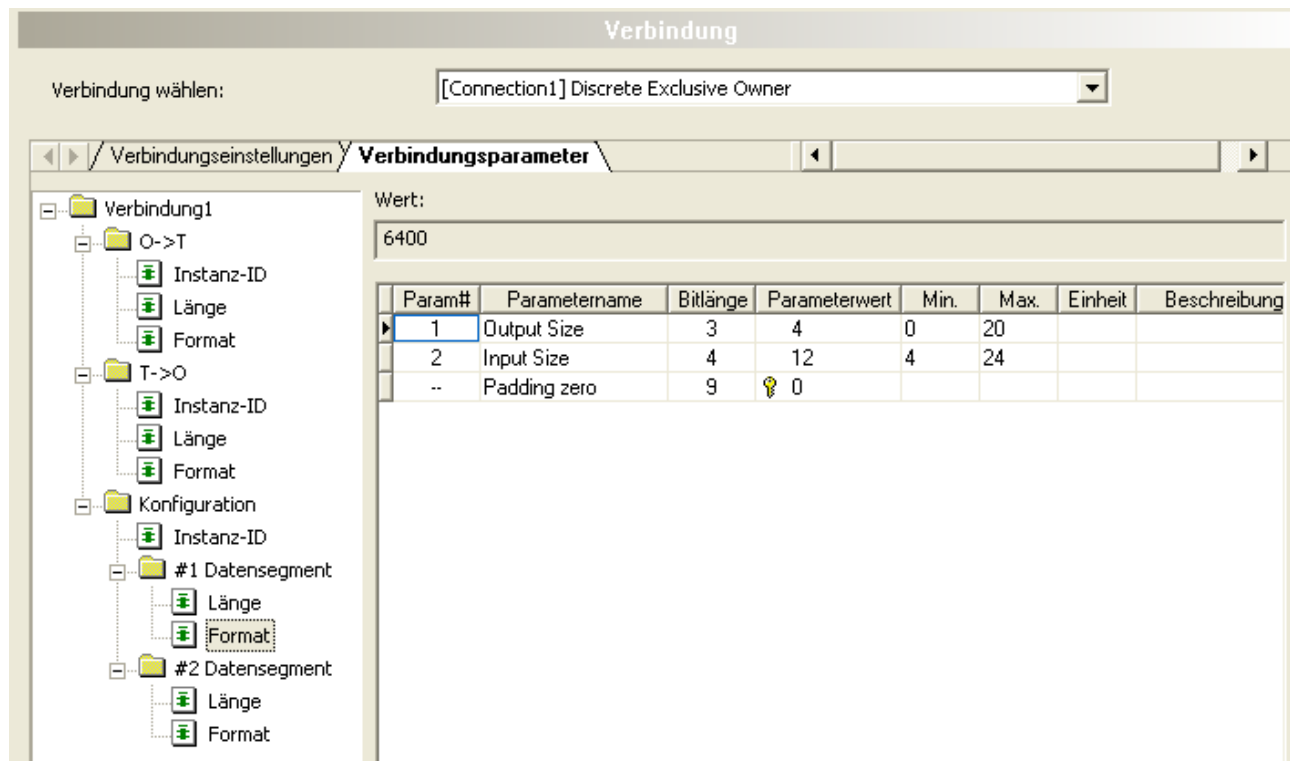 Verbindung
Verbindung wählen:
[Connection1] Discrete Exclusive Owner
Verbindungseinstellungen Verbindungsparameter
Verbindung1
O->T
Instanz-ID
Länge
Format
T->O
Instanz-ID
Länge
Format
Konfiguration
Instanz-ID
#1 Datensegment
Länge
Format
#2 Datensegment
Länge
Format
Wert:
6400
Param# Parametername Bitlänge Parameterwert Min. Max. Einheit Beschreibung
1 Output Size 3 4 0 20
2 Input Size 4 12 4 24
-- Padding zero 9 0